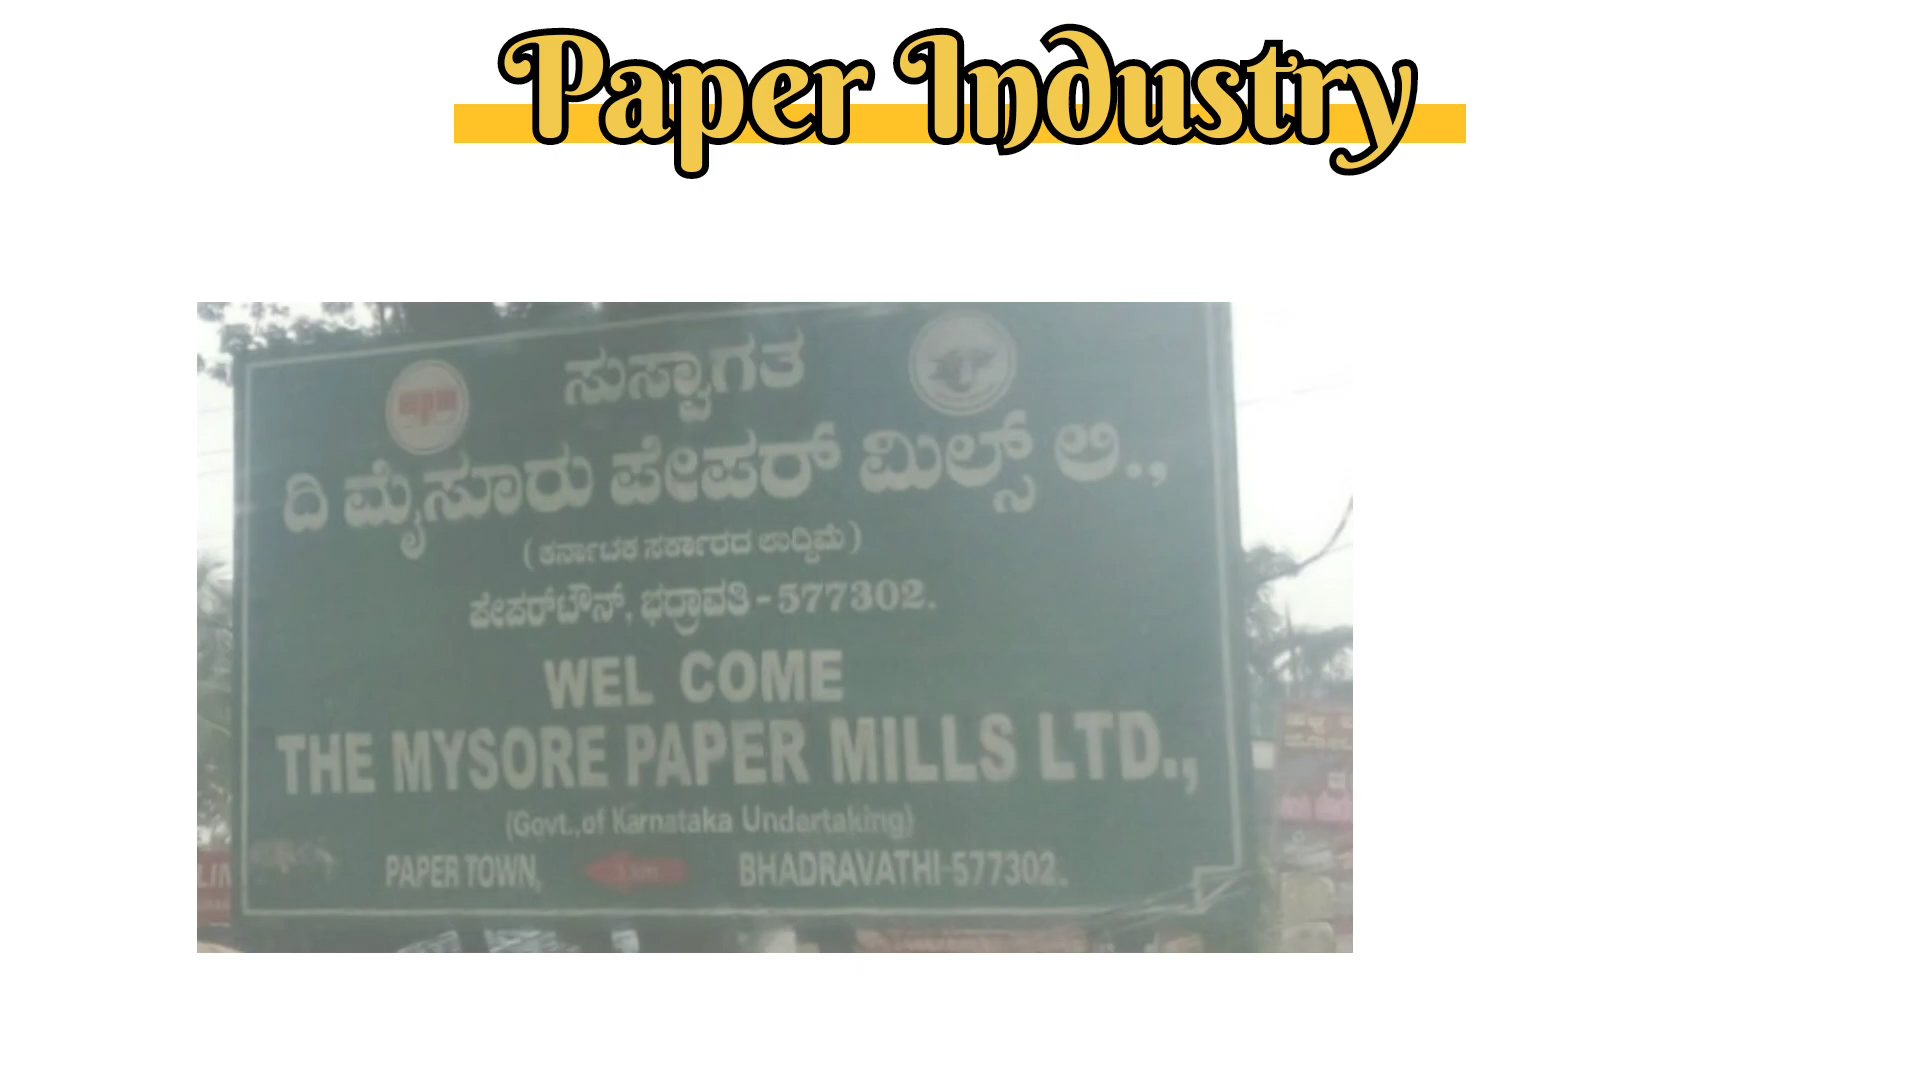 Paper Industry
ಸುಸ್ವಾಗತ
ದಿ ಮೈಸೂರು ಪೇಪರ್ ಮಿಲ್ಸ್ ಲಿ.,
(ಕರ್ನಾಟಕ ಸರ್ಕಾರದ ಉದ್ದಿಮೆ)
ಪೇಪರ್‌ಟೌನ್, ಭದ್ರಾವತಿ - 577302.
WEL COME
THE MYSORE PAPER MILLS LTD.,
(Govt.,of Karnataka Undertaking)
PAPER TOWN, BHADRAVATHI-577302.